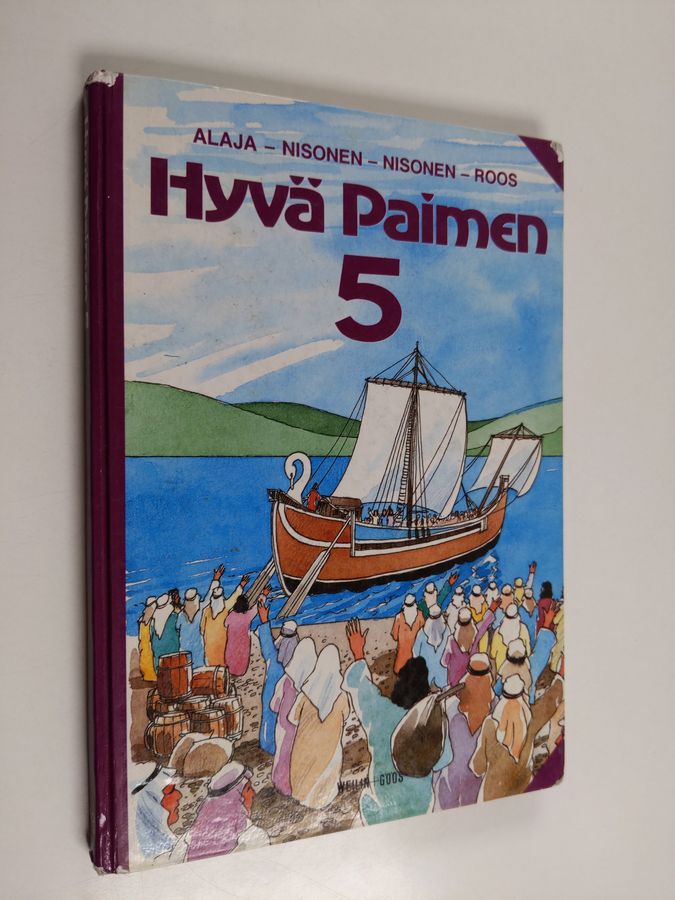 ALAJA – NISONEN – NISONEN – ROOS
Hyvä Paimen
5
WEILIN+GÖÖS